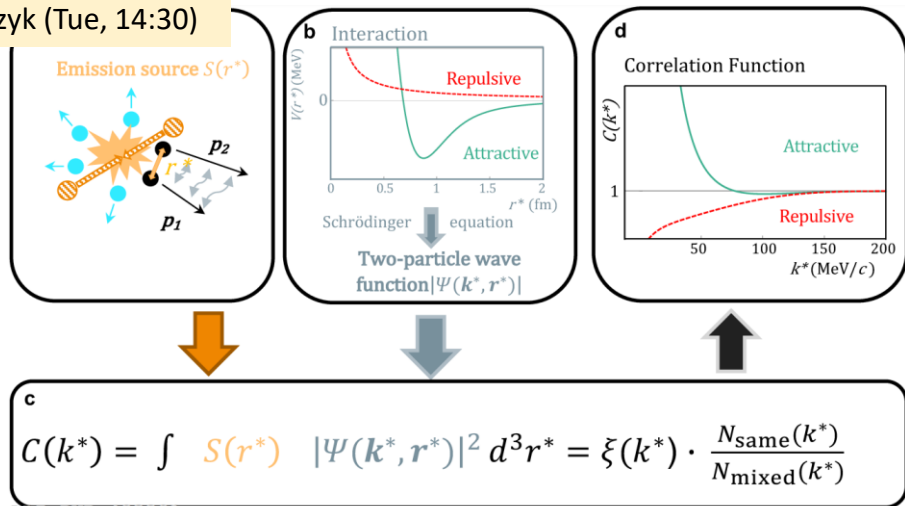 zyk (Tue, 14:30)
Emission source S(r*)
r*
p₂
p₁
b
Interaction
V(r*)(MeV)
0
Repulsive
Attractive
0 0.5 1 1.5 2
r* (fm)
Schrödinger equation
Two-particle wave
function|Ψ(k*, r*)|
d
Correlation Function
C(k*)
1
Attractive
Repulsive
50 100 150 200
k*(MeV/c)
c
C(k*) = ∫ S(r*) |Ψ(k*, r*)|² d³r* = ξ(k*) · N_same(k*) / N_mixed(k*)